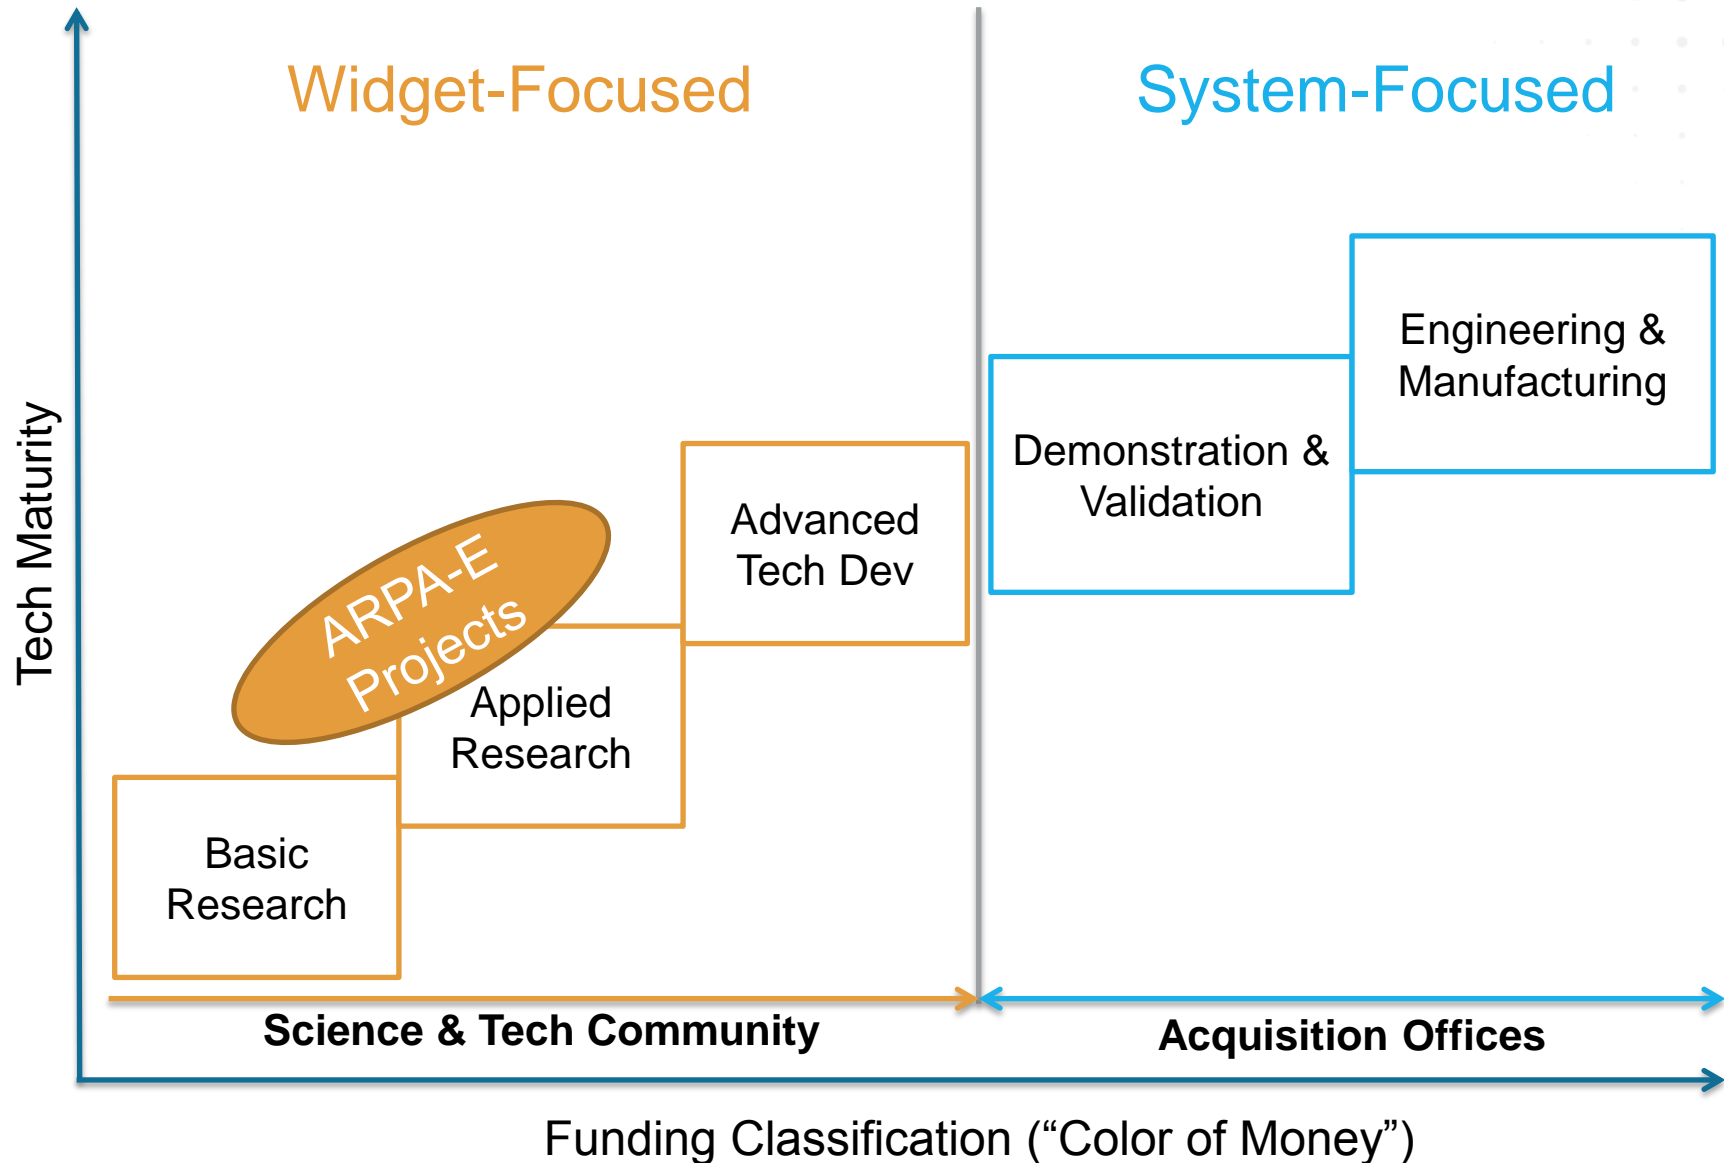 Widget-Focused
System-Focused
Tech Maturity
Engineering &
Manufacturing
Demonstration &
Validation
Advanced
Tech Dev
ARPA-E
Projects
Applied
Research
Basic
Research
Science & Tech Community
Acquisition Offices
Funding Classification (“Color of Money”)